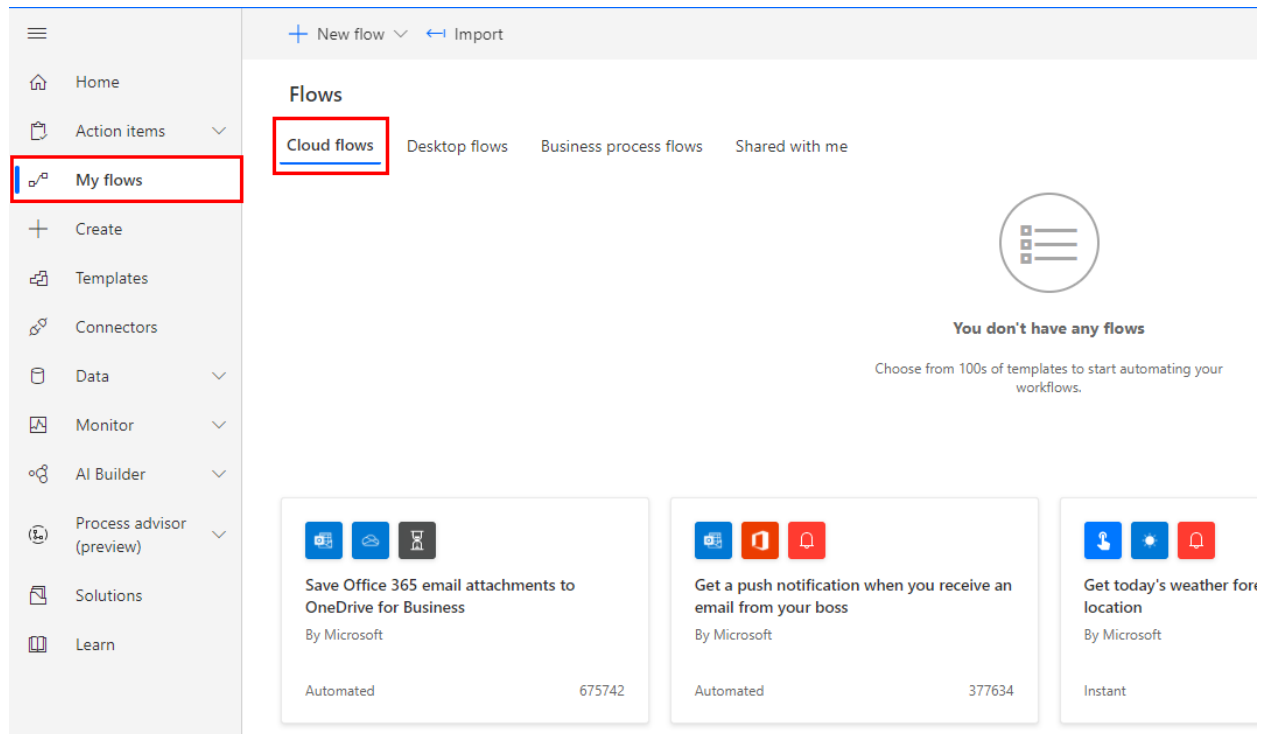 New flow
Import
Home
Action items
My flows
Create
Templates
Connectors
Data
Monitor
AI Builder
Process advisor
(preview)
Solutions
Learn
Flows
Cloud flows
Desktop flows
Business process flows
Shared with me
You don't have any flows
Choose from 100s of templates to start automating your
workflows.
Save Office 365 email attachments to
OneDrive for Business
By Microsoft
Automated
675742
Get a push notification when you receive an
email from your boss
By Microsoft
Automated
377634
Get today's weather fore
location
By Microsoft
Instant